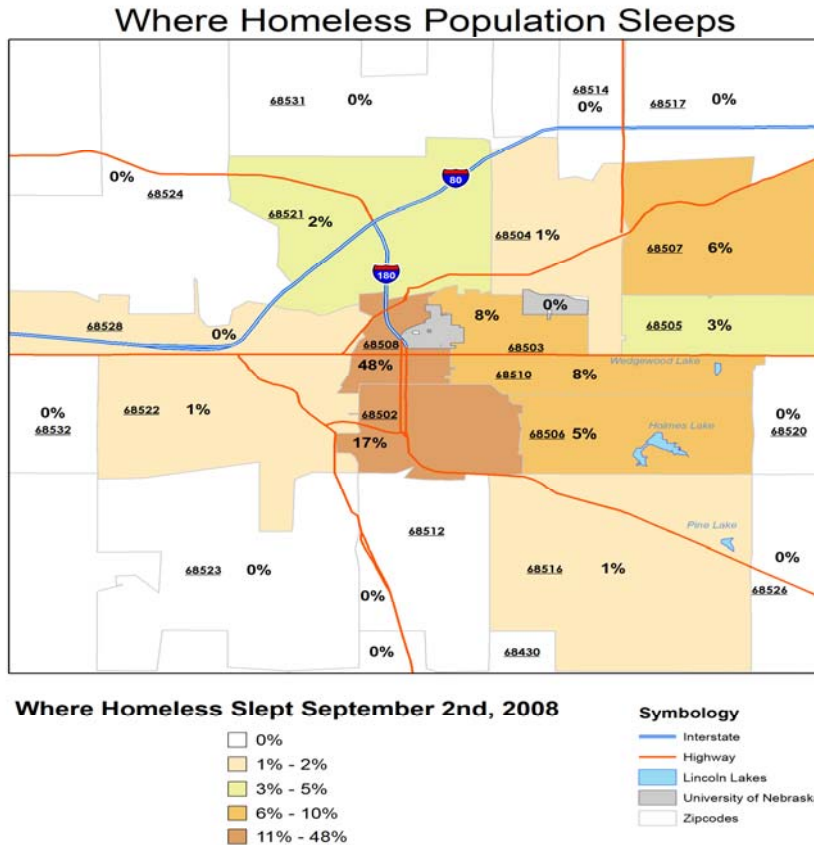 Where Homeless Population Sleeps
68514
68531 0% 0% 68517 0%
0% 68524
80
68521 2%
68504 1%
68507 6%
180
68528 0%
8% 0%
68505 3%
68508 68503
48% 68510 8% Wedgewood Lake
0% 68532
68522 1%
68502
17%
68506 5% Holmes Lake
0% 68520
68512
Pine Lake
68523 0%
68516 1%
0% 68526
0%
0%
68430
Where Homeless Slept September 2nd, 2008
0%
1% - 2%
3% - 5%
6% - 10%
11% - 48%
Symbology
Interstate
Highway
Lincoln Lakes
University of Nebraska
Zipcodes